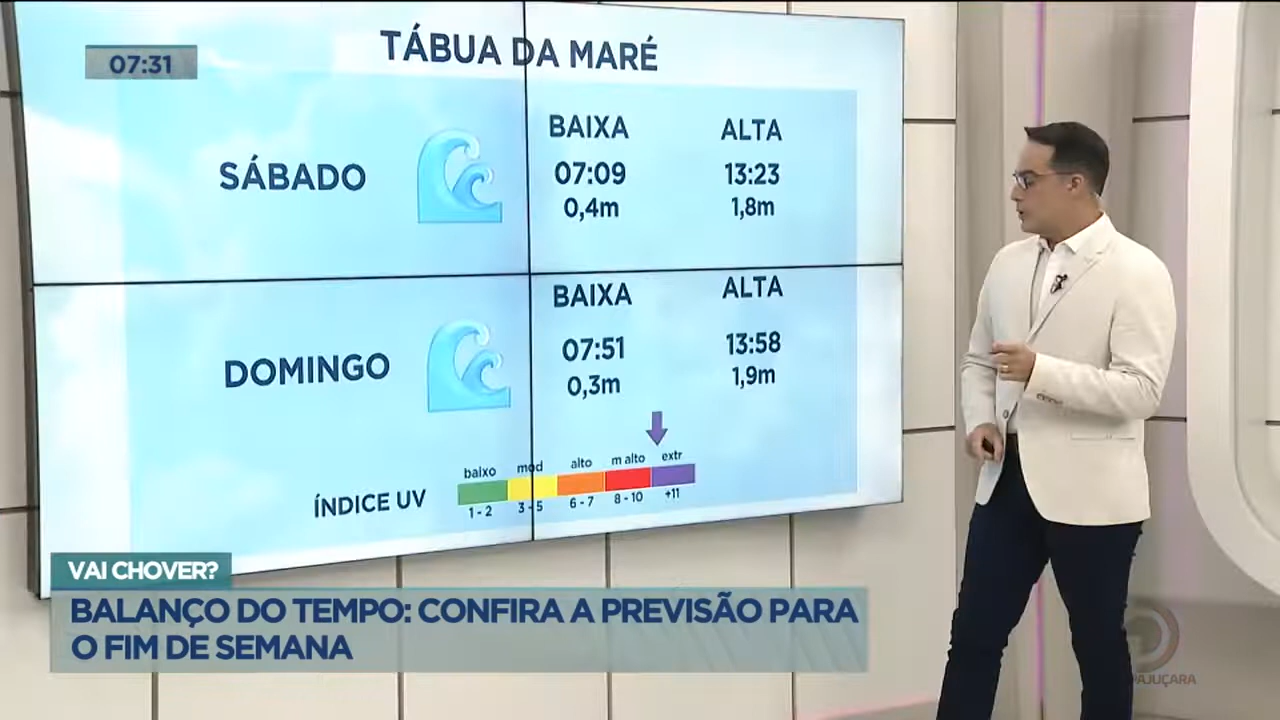 07:31
TÁBUA DA MARÉ
BAIXA ALTA
SÁBADO 07:09 13:23
0,4m 1,8m
BAIXA ALTA
DOMINGO 07:51 13:58
0,3m 1,9m
baixo mod alto m alto extr
ÍNDICE UV
1 - 2 3 - 5 6 - 7 8 - 10 +11
VAI CHOVER?
BALANÇO DO TEMPO: CONFIRA A PREVISÃO PARA
O FIM DE SEMANA
PAJUÇARA